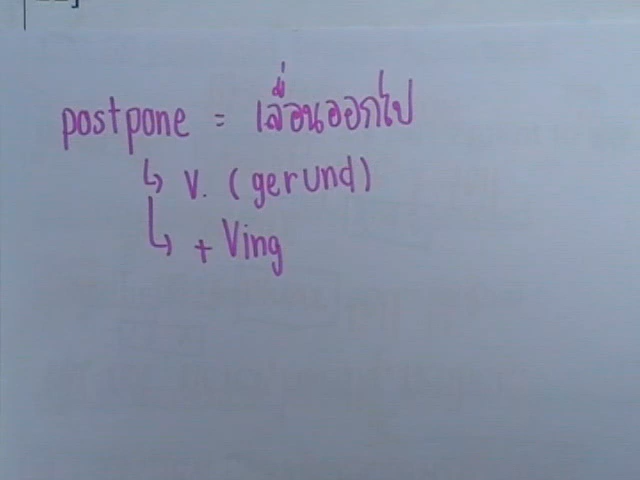 postpone = เลื่อนออกไป
↳ V. (gerund)
↳ + Ving